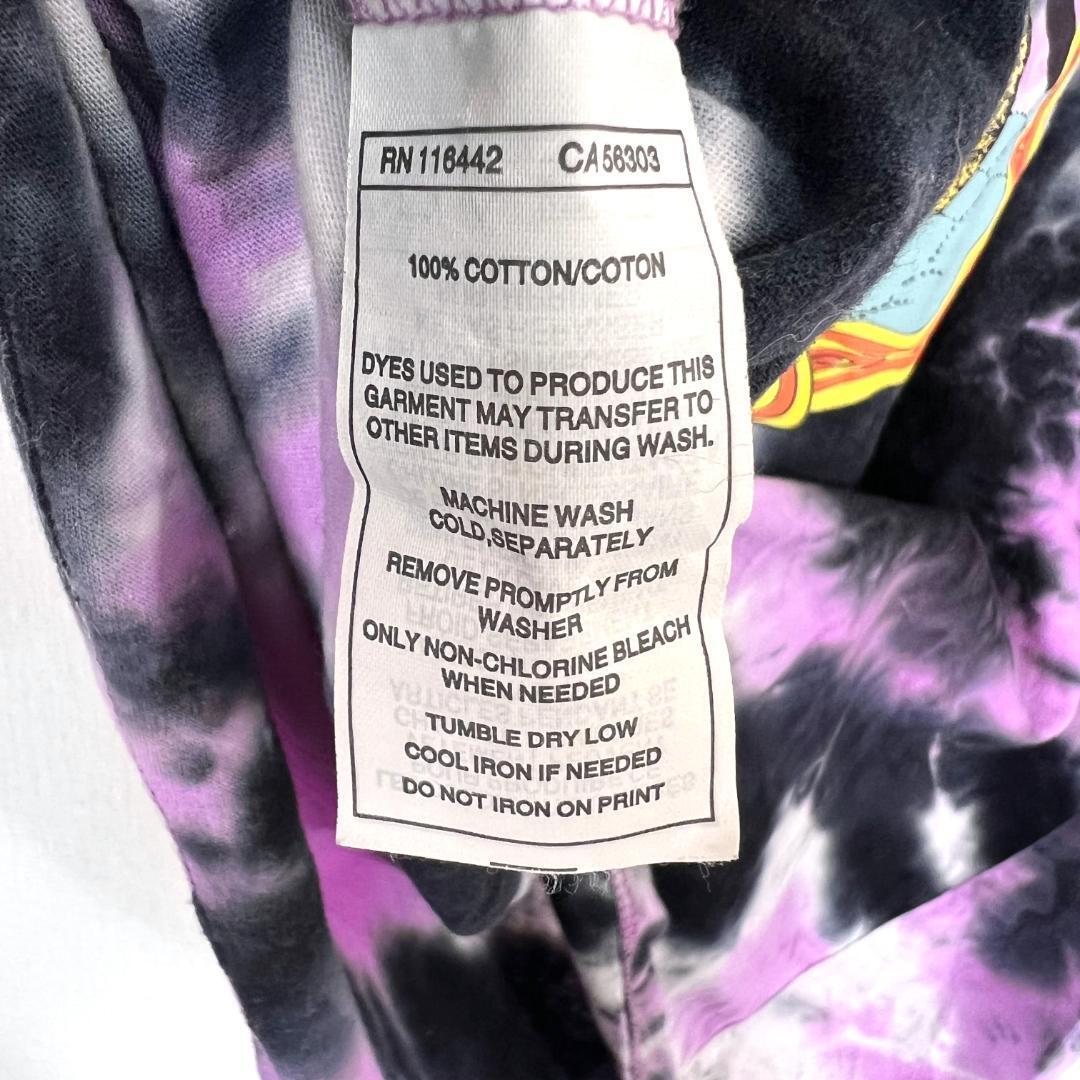 RN 116442 CA 56303
100% COTTON/COTON
DYES USED TO PRODUCE THIS
GARMENT MAY TRANSFER TO
OTHER ITEMS DURING WASH.
MACHINE WASH
COLD,SEPARATELY
REMOVE PROMPTLY FROM
WASHER
ONLY NON-CHLORINE BLEACH
WHEN NEEDED
TUMBLE DRY LOW
COOL IRON IF NEEDED
DO NOT IRON ON PRINT